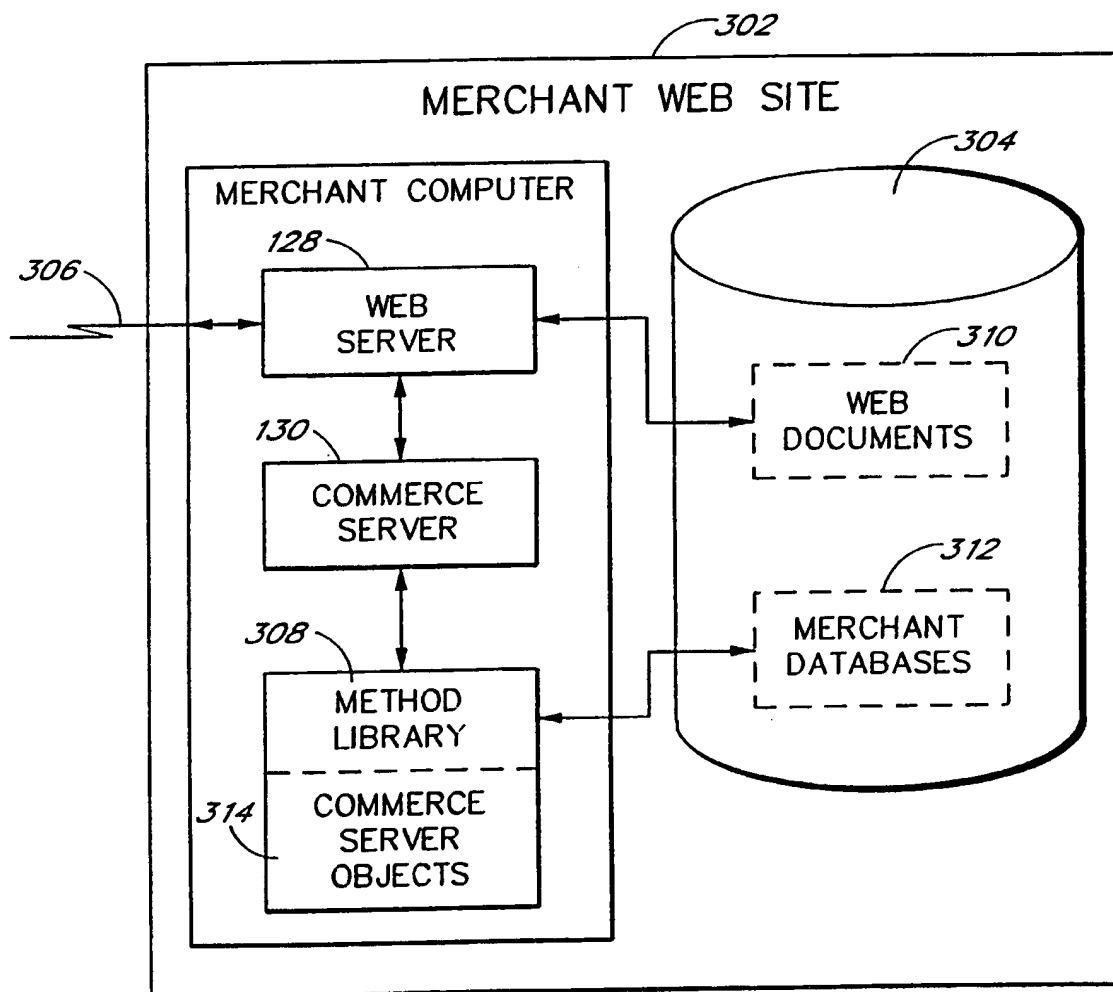 302
MERCHANT WEB SITE
304
MERCHANT COMPUTER
128
306
WEB
SERVER
310
WEB
DOCUMENTS
130
COMMERCE
SERVER
312
MERCHANT
DATABASES
308
METHOD
LIBRARY
314
COMMERCE
SERVER
OBJECTS